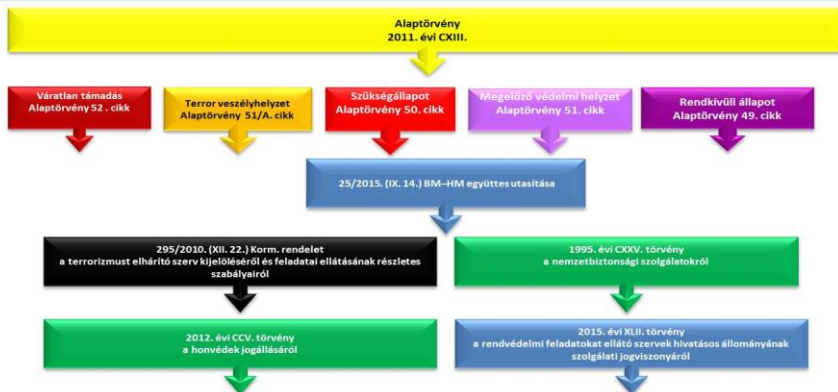 Alaptörvény
2011. évi CXIII.
Váratlan támadás
Alaptörvény 52 . cikk
Terror veszélyhelyzet
Alaptörvény 51/A. cikk
Szükségállapot
Alaptörvény 50. cikk
Megelőző védelmi helyzet
Alaptörvény 51. cikk
Rendkívüli állapot
Alaptörvény 49. cikk
25/2015. (IX. 14.) BM–HM együttes utasítása
295/2010. (XII. 22.) Korm. rendelet
a terrorizmust elhárító szerv kijelöléséről és feladatai ellátásának részletes
szabályairól
1995. évi CXXV. törvény
a nemzetbiztonsági szolgálatokról
2012. évi CCV. törvény
a honvédek jogállásáról
2015. évi XLII. törvény
a rendvédelmi feladatokat ellátó szervek hivatásos állományának
szolgálati jogviszonyáról